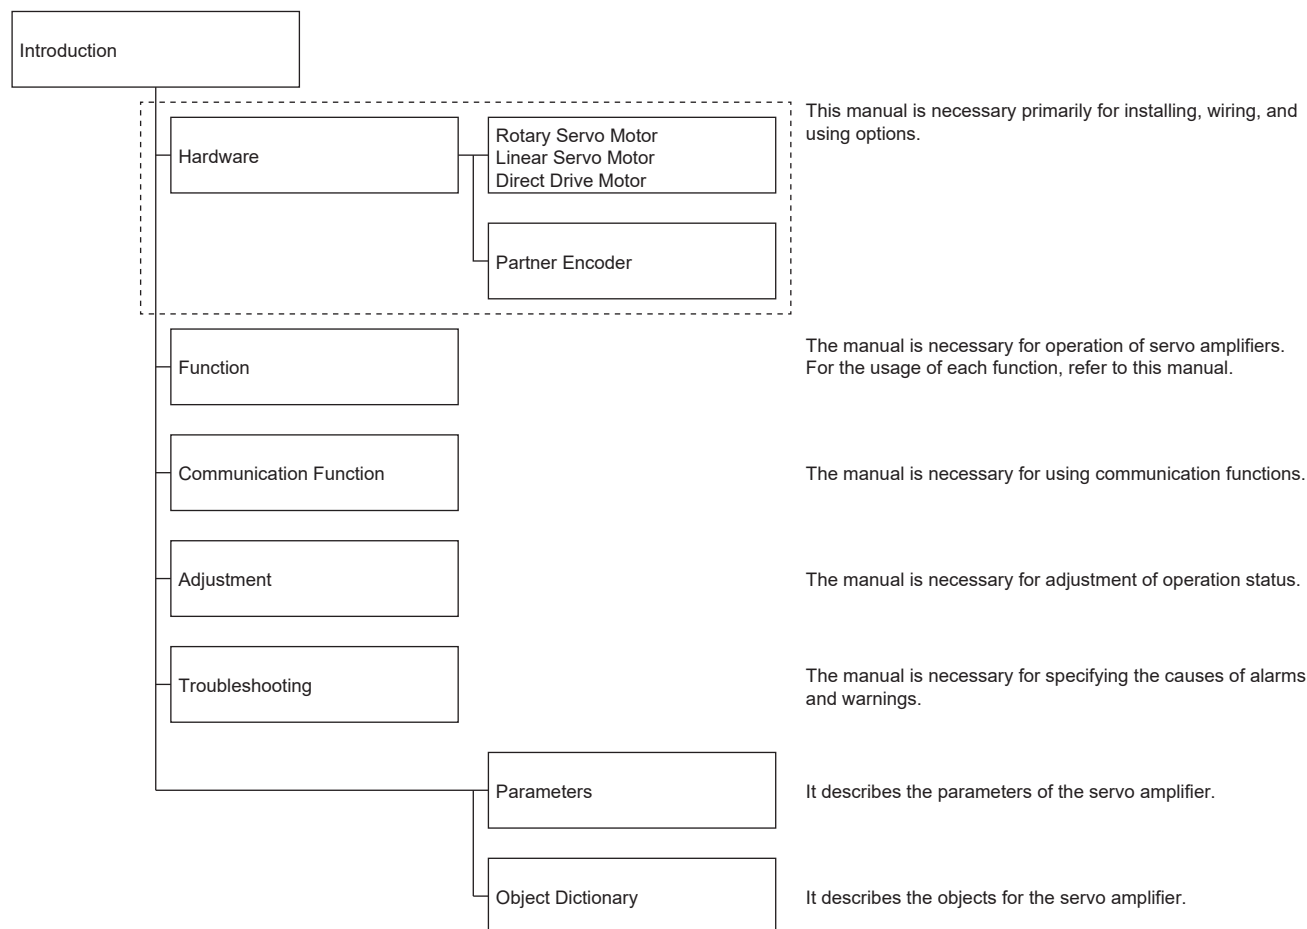 Introduction
This manual is necessary primarily for installing, wiring, and
using options.
Hardware
Rotary Servo Motor
Linear Servo Motor
Direct Drive Motor
Partner Encoder
Function
The manual is necessary for operation of servo amplifiers.
For the usage of each function, refer to this manual.
Communication Function
The manual is necessary for using communication functions.
Adjustment
The manual is necessary for adjustment of operation status.
Troubleshooting
The manual is necessary for specifying the causes of alarms
and warnings.
Parameters
It describes the parameters of the servo amplifier.
Object Dictionary
It describes the objects for the servo amplifier.